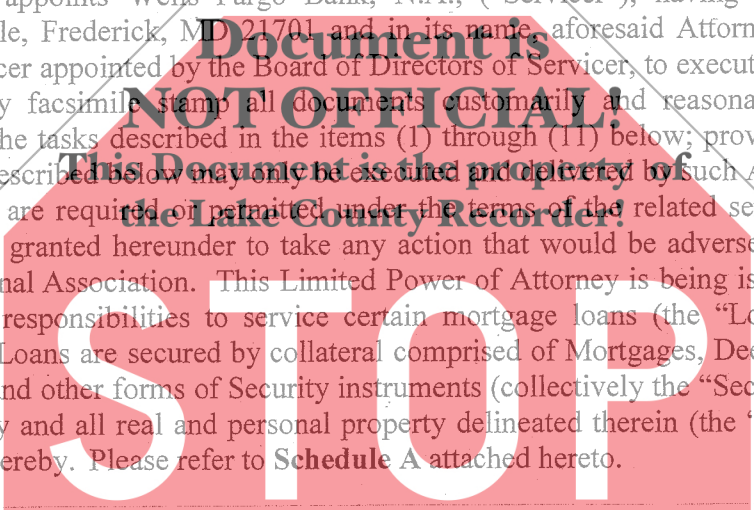 appoints Wells Fargo Bank, N.A., ("Servicer"), having
le, Frederick, MD 21701 and in its name, aforesaid Attorn
cer appointed by the Board of Directors of Servicer, to execut
y facsimile stamp all documents customarily and reasona
he tasks described in the items (1) through (11) below; prov
escribed below may only be executed and delivered by such A
are required or permitted under the terms of the related se
granted hereunder to take any action that would be adverse
nal Association. This Limited Power of Attorney is being is
responsibilities to service certain mortgage loans (the “Lo
Loans are secured by collateral comprised of Mortgages, Dee
nd other forms of Security instruments (collectively the “Sec
y and all real and personal property delineated therein (the “
ereby. Please refer to Schedule A attached hereto.
Document is
NOT OFFICIAL!
This Document is the property of
the Lake County Recorder!
STOP